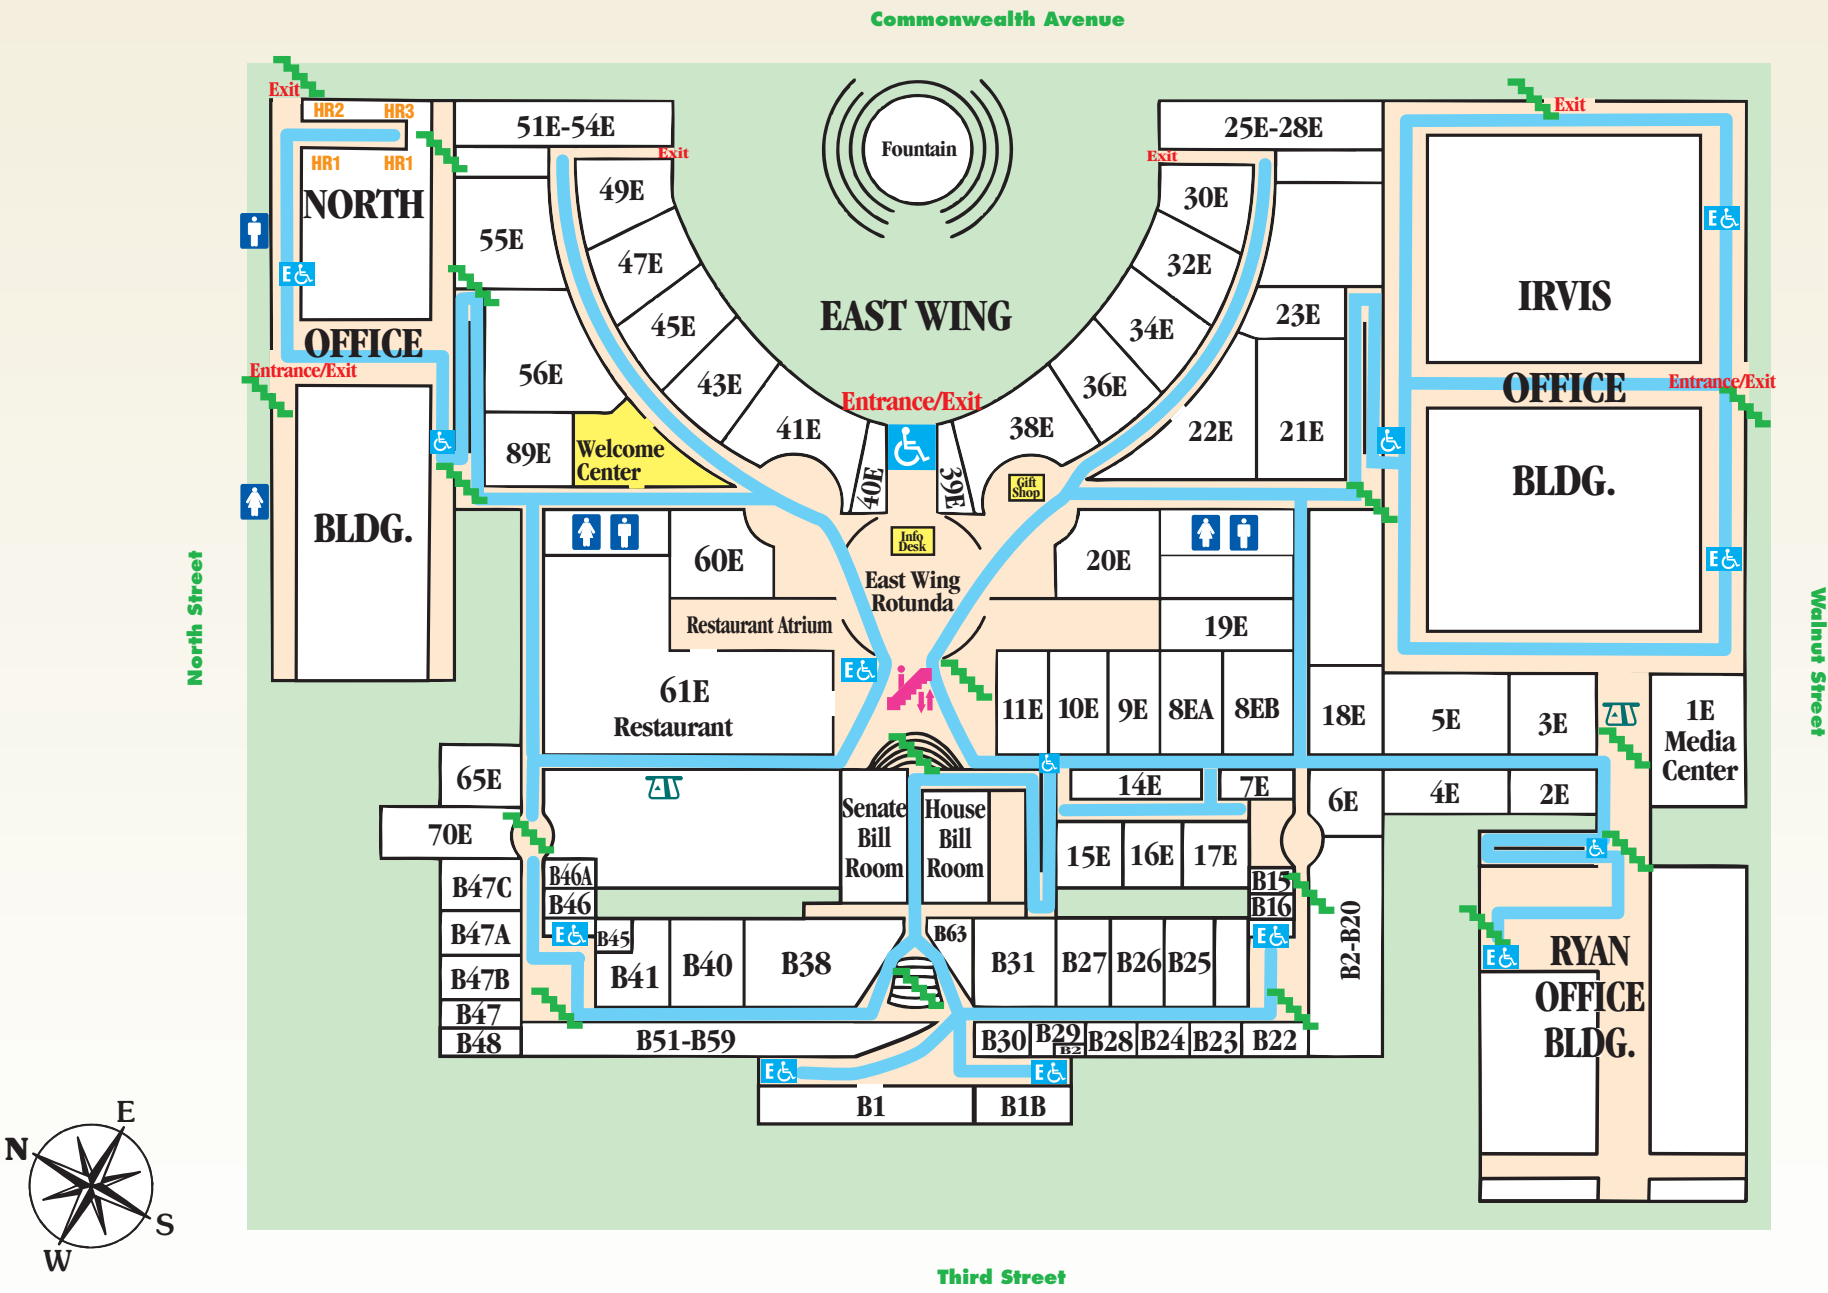 Commonwealth Avenue
Exit
HR2
HR3
HR1
HR1
NORTH
OFFICE
Entrance/Exit
BLDG.
51E-54E
Exit
55E
56E
89E
Welcome
Center
49E
47E
45E
43E
41E
40E
Fountain
EAST WING
Entrance/Exit
39E
38E
36E
34E
32E
30E
Exit
25E-28E
23E
22E
21E
Gift
Shop
Info
Desk
East Wing
Rotunda
Exit
IRVIS
OFFICE
Entrance/Exit
BLDG.
E
E
E
North Street
Walnut Street
60E
Restaurant Atrium
61E
Restaurant
E
20E
19E
11E
10E
9E
8EA
8EB
18E
5E
3E
1E
Media
Center
65E
70E
Senate
Bill
Room
House
Bill
Room
14E
7E
6E
4E
2E
15E
16E
17E
B47C
B47A
B47B
B47
B48
B46A
B46
E
B45
B41
B40
B38
B63
B31
B27
B26
B25
B15
B16
E
B2-B20
B51-B59
B30
B29
B2
B28
B24
B23
B22
E
E
B1
B1B
E
RYAN
OFFICE
BLDG.
N
E
S
W
Third Street